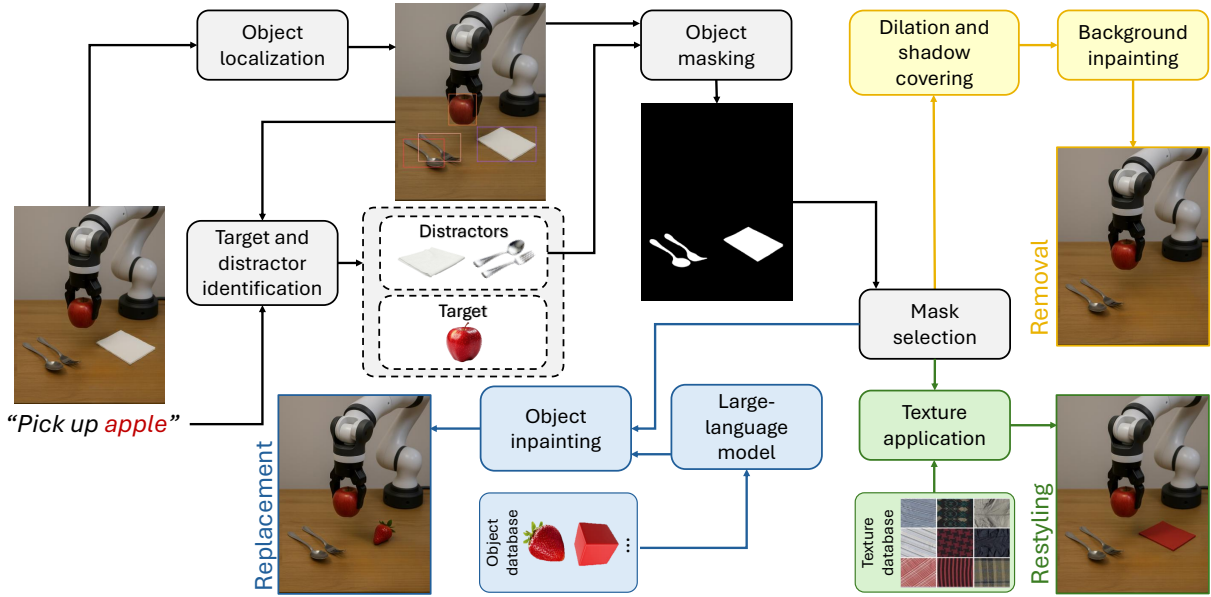 Object
localization
Object
masking
Dilation and
shadow
covering
Background
inpainting
Target and
distractor
identification
Distractors
Target
Mask
selection
Removal
"Pick up apple"
Replacement
Object
inpainting
Large-
language
model
Texture
application
Object
database
...
Texture
database
Restyling